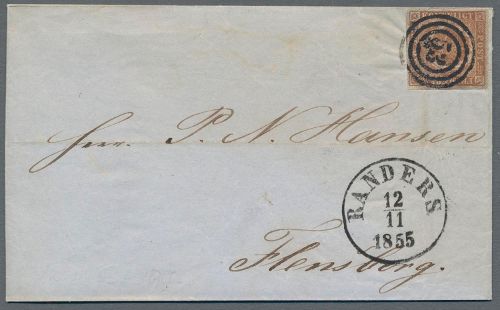 Herr P. N. Hansen
RANDERS
12
11
1855
Flensborg.